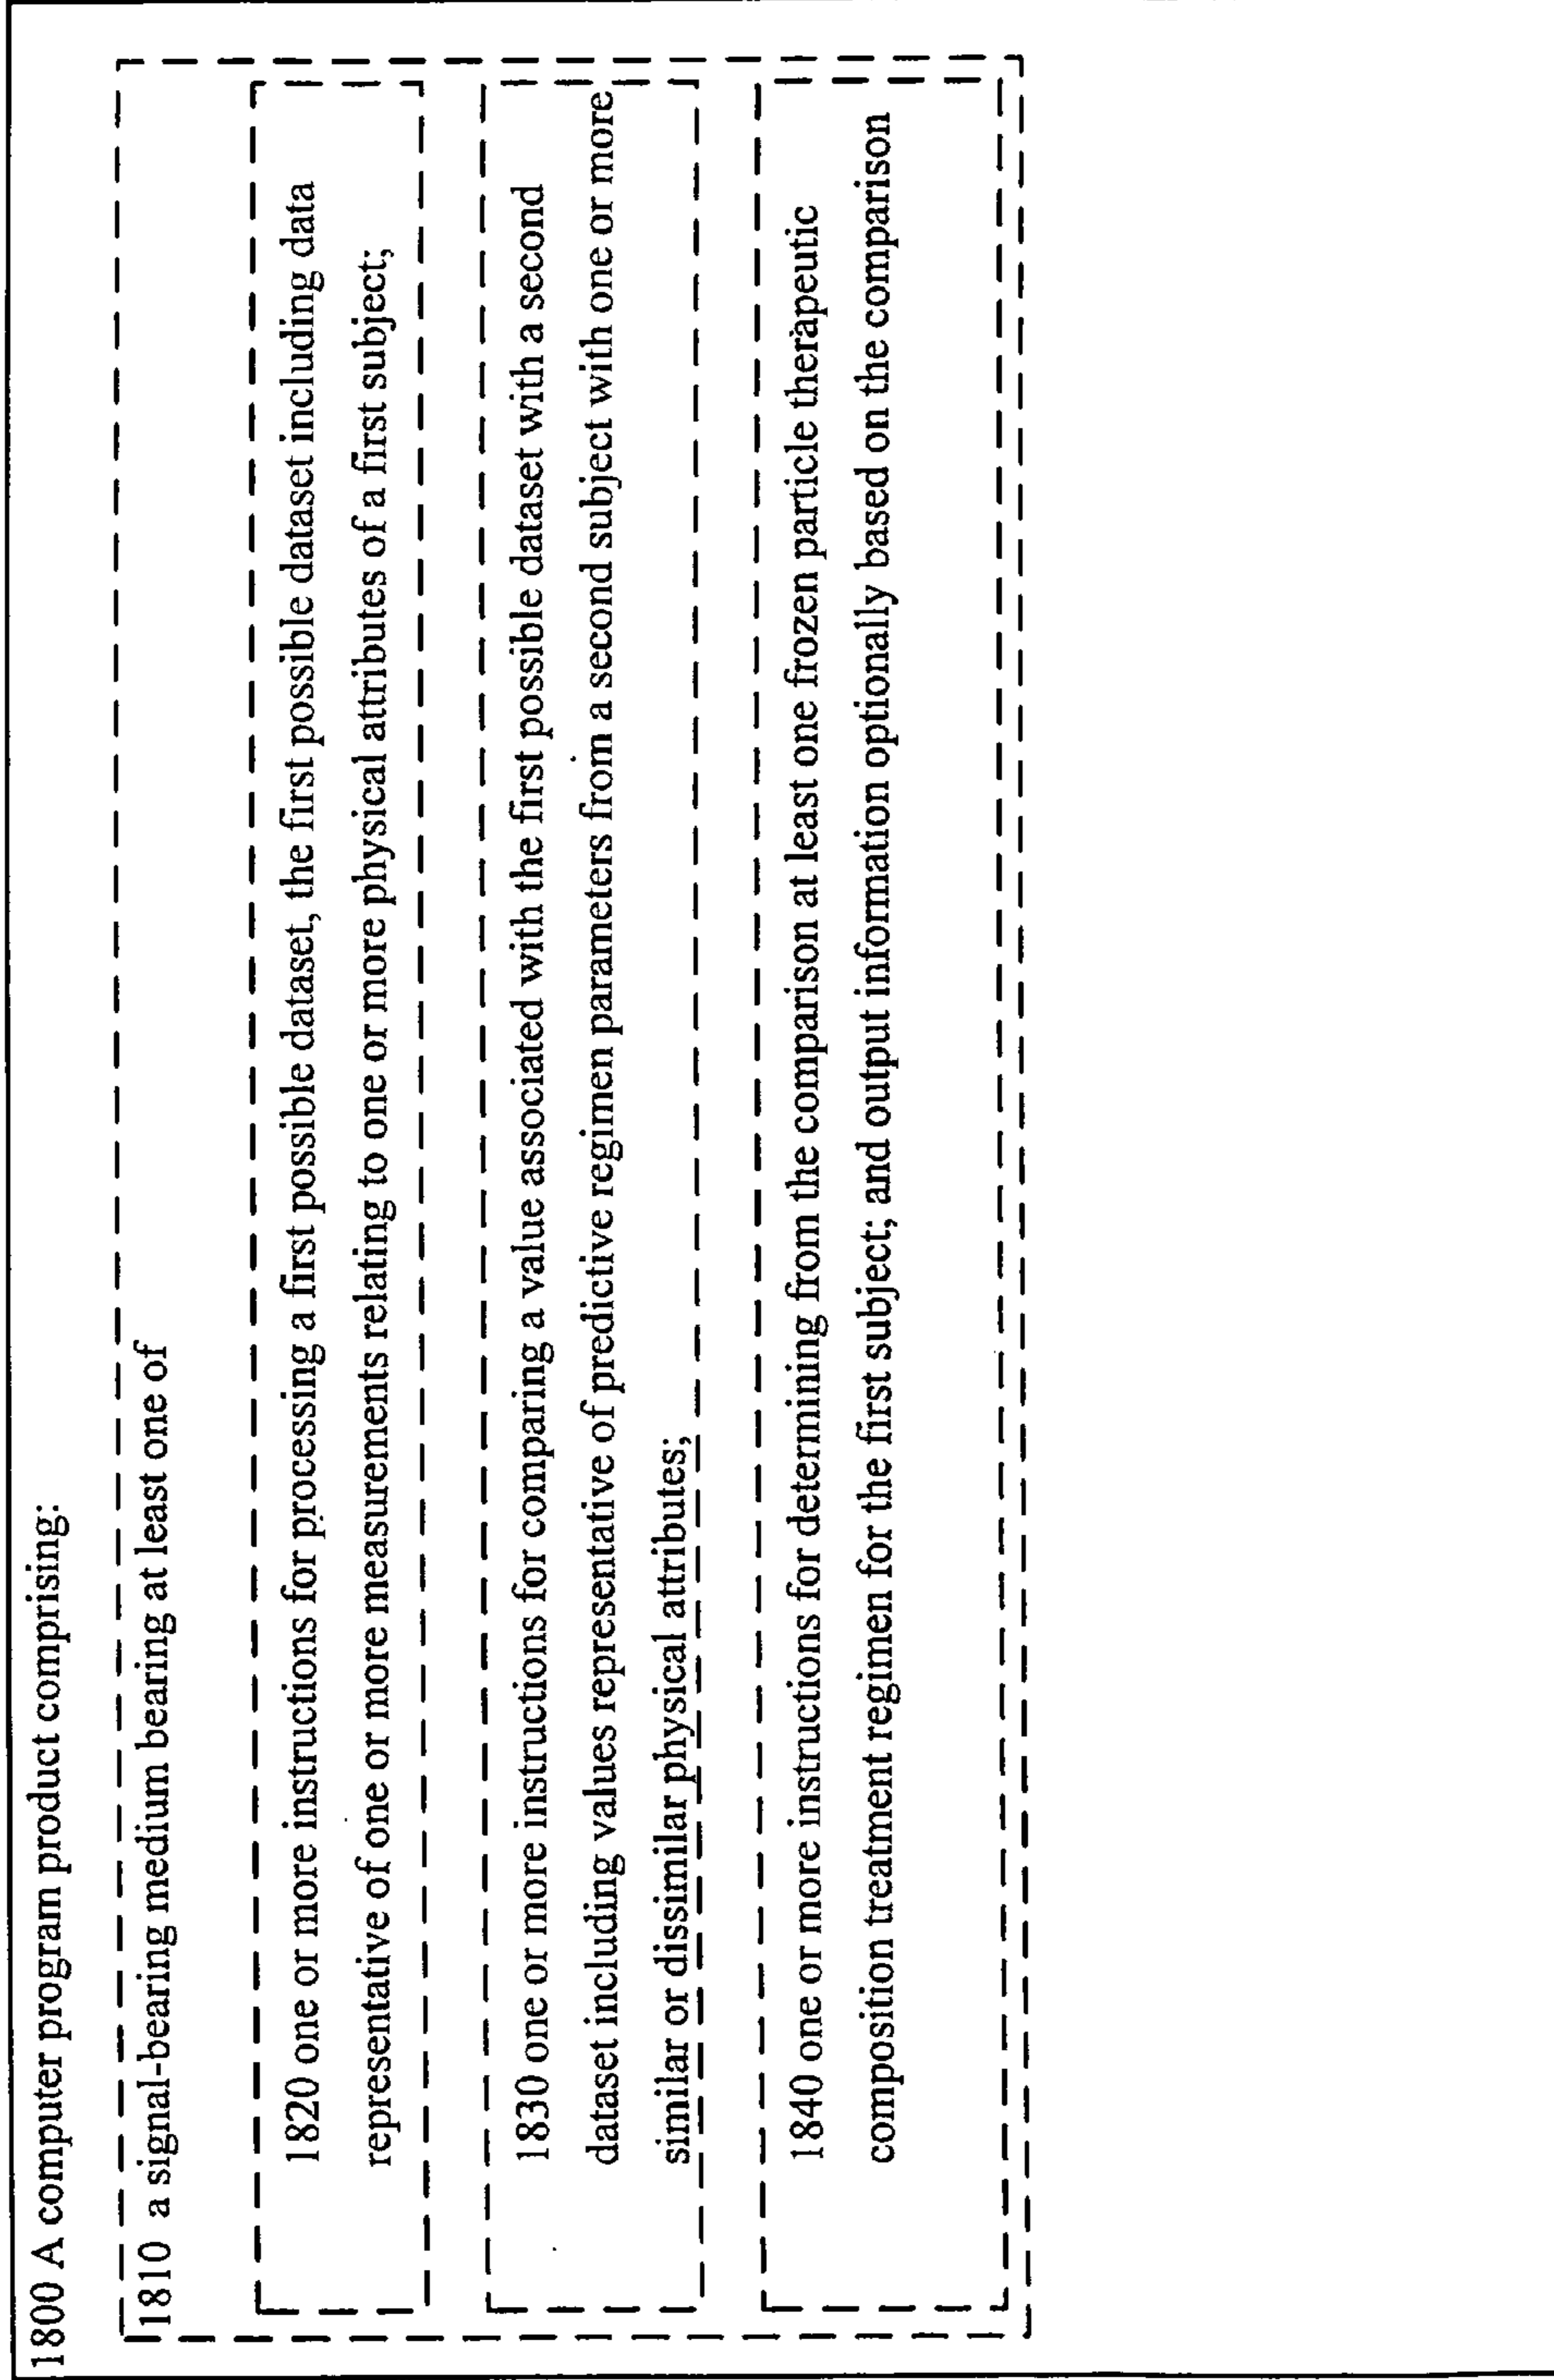 1800 A computer program product comprising:
1810 a signal-bearing medium bearing at least one of
1820 one or more instructions for processing a first possible dataset, the first possible dataset including data
representative of one or more measurements relating to one or more physical attributes of a first subject;
1830 one or more instructions for comparing a value associated with the first possible dataset with a second
dataset including values representative of predictive regimen parameters from a second subject with one or more
similar or dissimilar physical attributes;
1840 one or more instructions for determining from the comparison at least one frozen particle therapeutic
composition treatment regimen for the first subject; and output information optionally based on the comparison